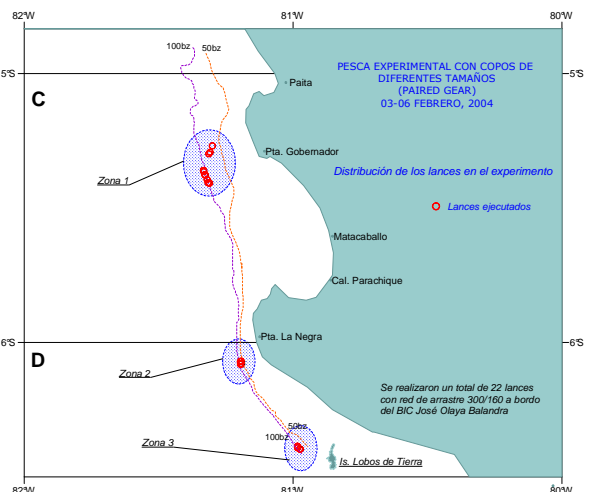 82°W
81°W
80°W
100bz
50bz
5°S
5°S
PESCA EXPERIMENTAL CON COPOS DE
DIFERENTES TAMAÑOS
(PAIRED GEAR)
03-06 FEBRERO, 2004
Paita
C
Pta. Gobernador
Distribución de los lances en el experimento
Zona 1
Lances ejecutados
Matacaballo
Cal. Parachique
Pta. La Negra
6°S
6°S
D
Zona 2
Se realizaron un total de 22 lances
con red de arrastre 300/160 a bordo
del BIC José Olaya Balandra
50bz
100bz
Zona 3
Is. Lobos de Tierra
82°W
81°W
80°W